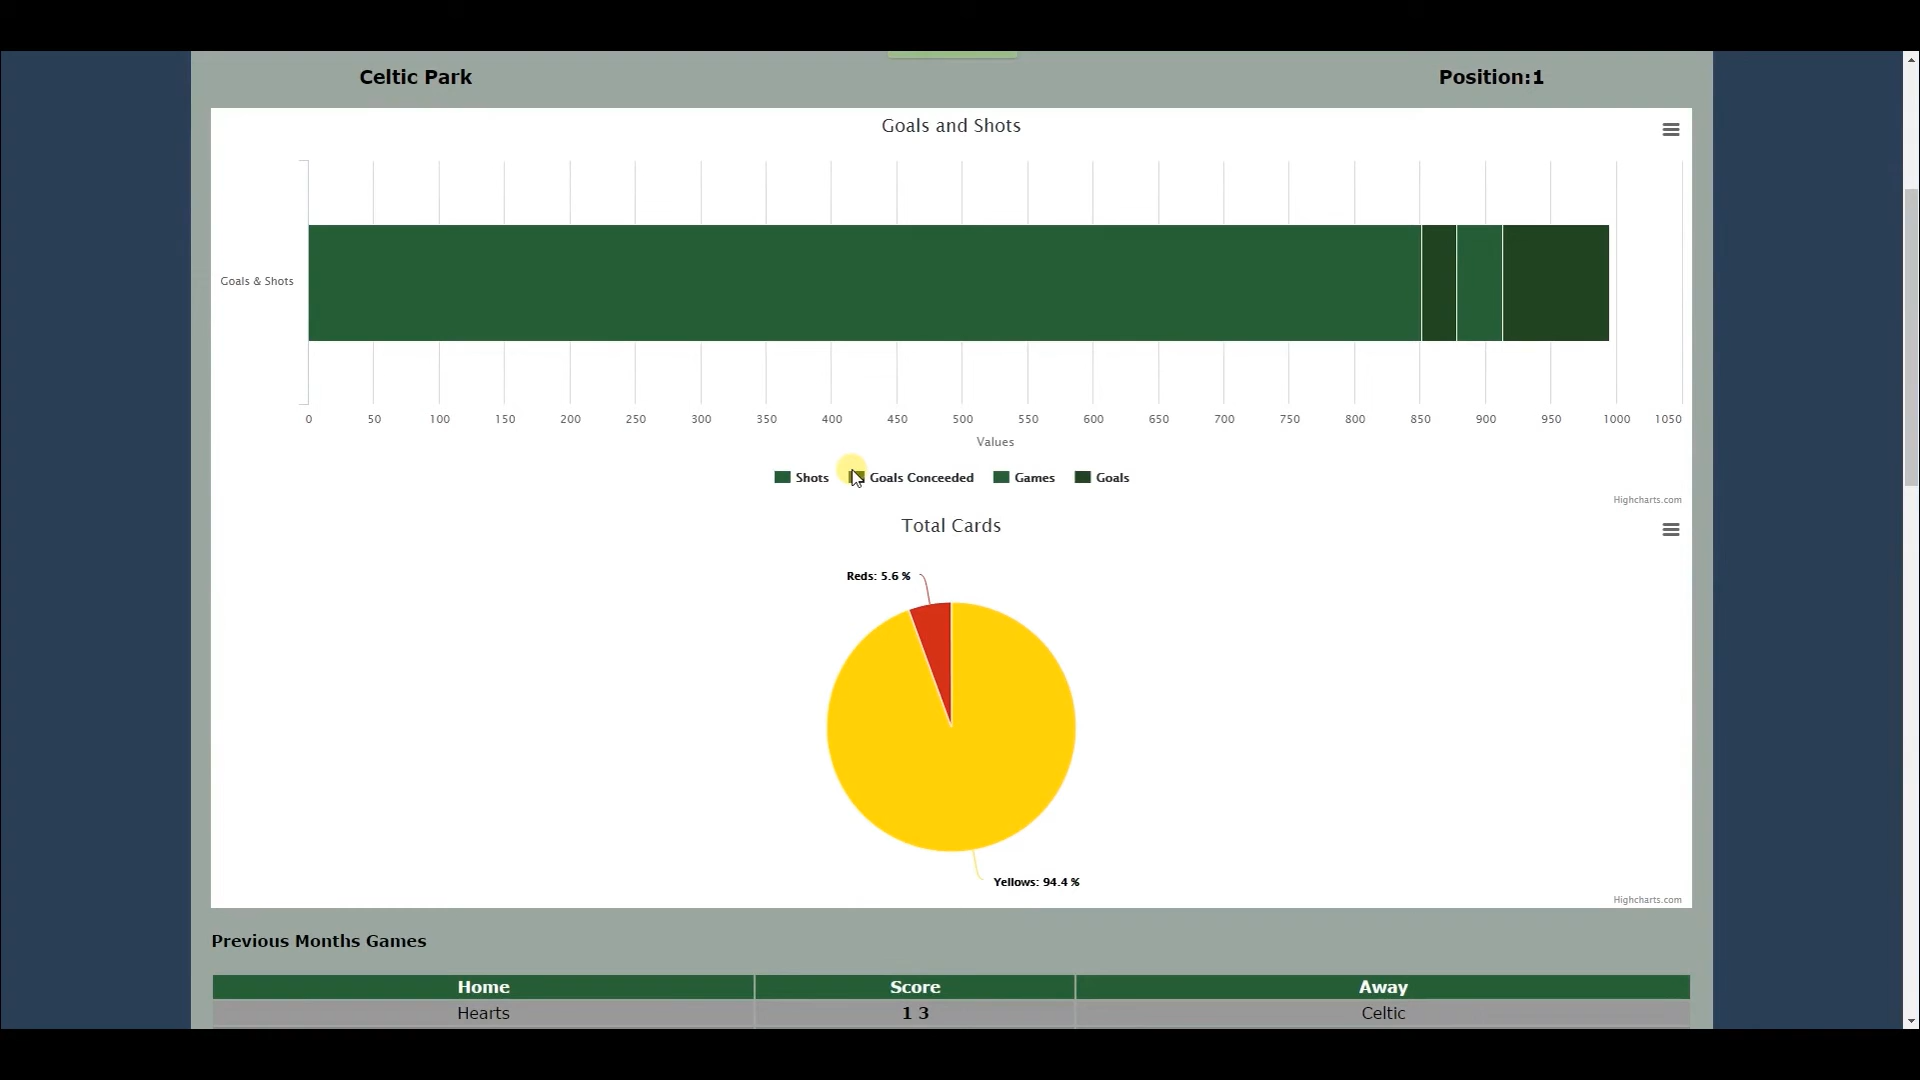 Celtic Park Position:1
Goals and Shots
Goals & Shots
0 50 100 150 200 250 300 350 400 450 500 550 600 650 700 750 800 850 900 950 1000 1050
Values
Shots Goals Conceeded Games Goals
Highcharts.com
Total Cards
Reds: 5.6 %
Yellows: 94.4 %
Highcharts.com
Previous Months Games
Home Score Away
Hearts 1 3 Celtic